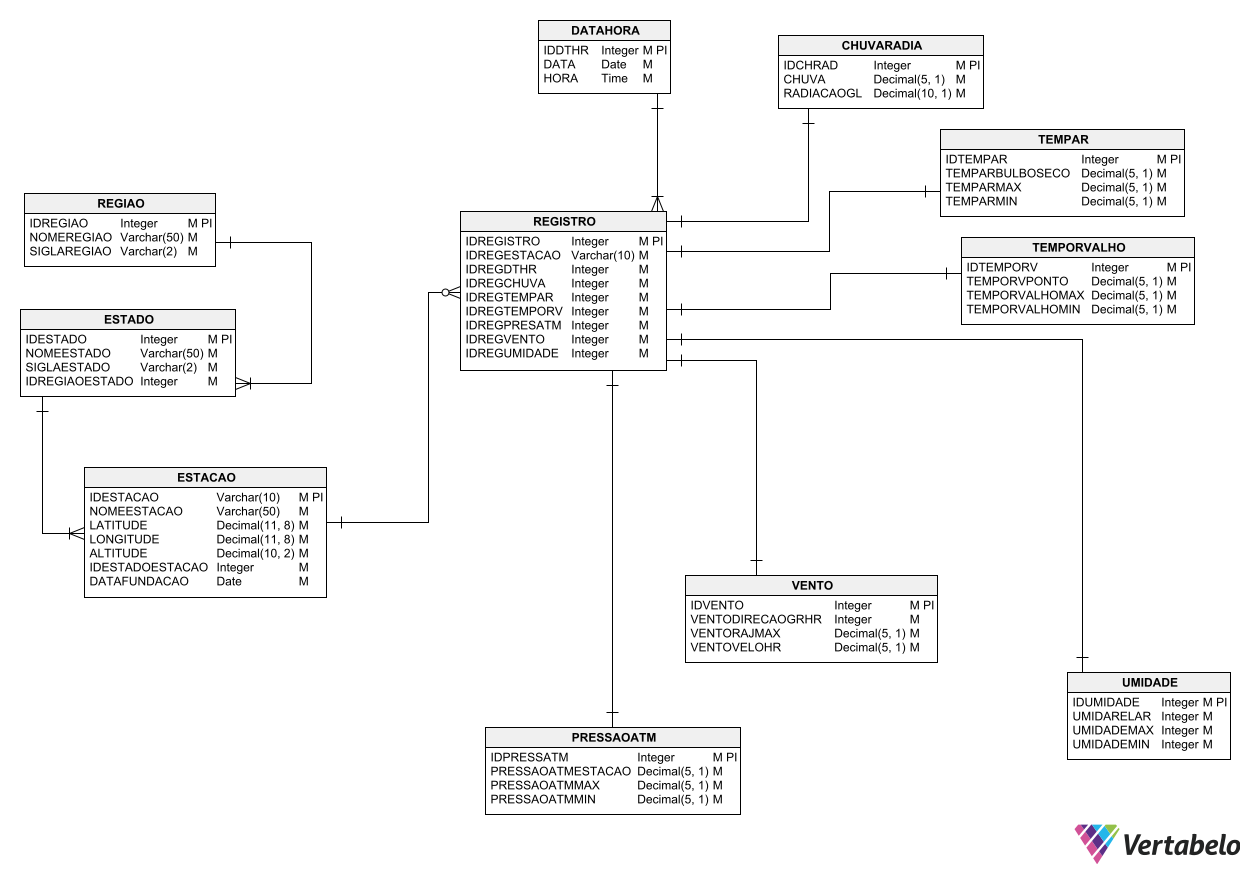 DATAHORA
IDDTHR Integer M PI
DATA Date M
HORA Time M
CHUVARADIA
IDCHRAD Integer M PI
CHUVA Decimal(5, 1) M
RADIACAOGL Decimal(10, 1) M
TEMPAR
IDTEMPAR Integer M PI
TEMPARBULBOSECO Decimal(5, 1) M
TEMPARMAX Decimal(5, 1) M
TEMPARMIN Decimal(5, 1) M
REGIAO
IDREGIAO Integer M PI
NOMEREGIAO Varchar(50) M
SIGLAREGIAO Varchar(2) M
REGISTRO
IDREGISTRO Integer M PI
IDREGESTACAO Varchar(10) M
IDREGDTHR Integer M
IDREGCHUVA Integer M
IDREGTEMPAR Integer M
IDREGTEMPORV Integer M
IDREGPRESATM Integer M
IDREGVENTO Integer M
IDREGUMIDADE Integer M
TEMPORVALHO
IDTEMPORV Integer M PI
TEMPORVPONTO Decimal(5, 1) M
TEMPORVALHOMAX Decimal(5, 1) M
TEMPORVALHOMIN Decimal(5, 1) M
ESTADO
IDESTADO Integer M PI
NOMEESTADO Varchar(50) M
SIGLAESTADO Varchar(2) M
IDREGIAOESTADO Integer M
ESTACAO
IDESTACAO Varchar(10) M PI
NOMEESTACAO Varchar(50) M
LATITUDE Decimal(11, 8) M
LONGITUDE Decimal(11, 8) M
ALTITUDE Decimal(10, 2) M
IDESTADOESTACAO Integer M
DATAFUNDACAO Date M
VENTO
IDVENTO Integer M PI
VENTODIRECAOGRHR Integer M
VENTORAJMAX Decimal(5, 1) M
VENTOVELOHR Decimal(5, 1) M
UMIDADE
IDUMIDADE Integer M PI
UMIDARELAR Integer M
UMIDADEMAX Integer M
UMIDADEMIN Integer M
PRESSAOATM
IDPRESSATM Integer M PI
PRESSAOATMESTACAO Decimal(5, 1) M
PRESSAOATMMAX Decimal(5, 1) M
PRESSAOATMMIN Decimal(5, 1) M
Vertabelo